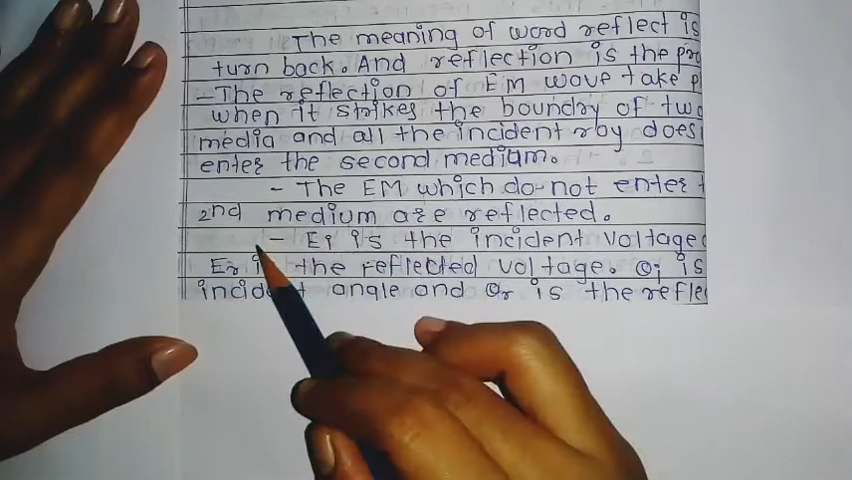 The meaning of word reflect is
turn back. And reflection is the
- The reflection of EM wave take
when it strikes the boundry of two
media and all the incident ray does
enter the second medium.
- The EM which do not enter
2nd medium are reflected.
- Ei is the incident voltage
Er is the reflected voltage. Θi is
incident angle and Θr is the